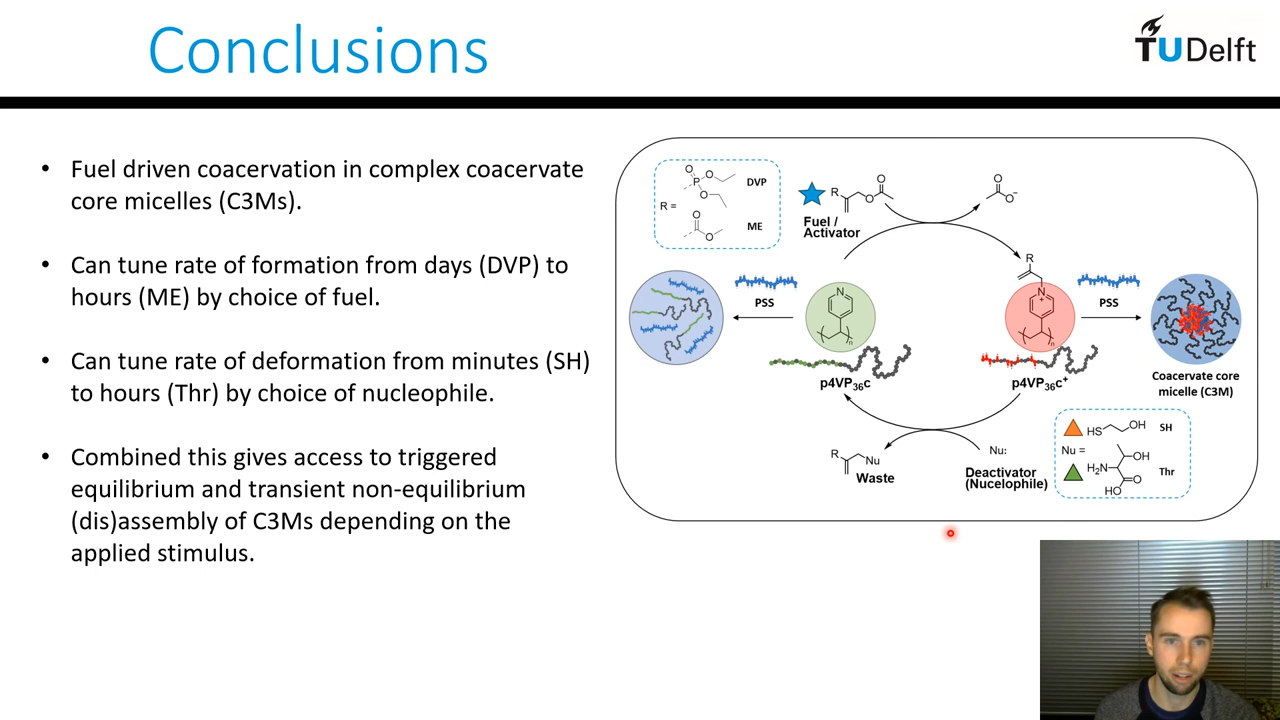 Conclusions
TUDelft
• Fuel driven coacervation in complex coacervate
core micelles (C3Ms).
• Can tune rate of formation from days (DVP) to
hours (ME) by choice of fuel.
• Can tune rate of deformation from minutes (SH)
to hours (Thr) by choice of nucleophile.
• Combined this gives access to triggered
equilibrium and transient non-equilibrium
(dis)assembly of C3Ms depending on the
applied stimulus.
R =
O
P
O
O
DVP
O
O
ME
R
O
O
Fuel /
Activator
O
O⁻
PSS
N
n
p4VP₃₆c
R
N
+
n
p4VP₃₆c⁺
PSS
Coacervate core
micelle (C3M)
R
Nu
Waste
Nu:
Deactivator
(Nucelophile)
Nu =
HS
OH
SH
OH
H₂N
O
HO
Thr